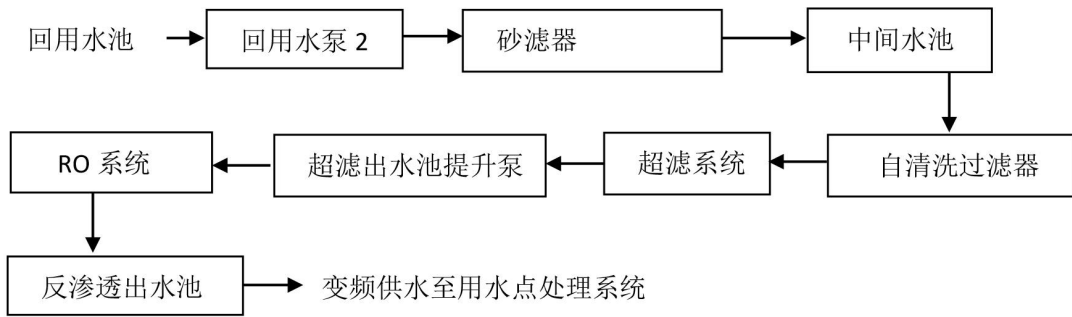 回用水池
回用水泵 2
砂滤器
中间水池
自清洗过滤器
超滤系统
超滤出水池提升泵
RO 系统
反渗透出水池
变频供水至用水点处理系统